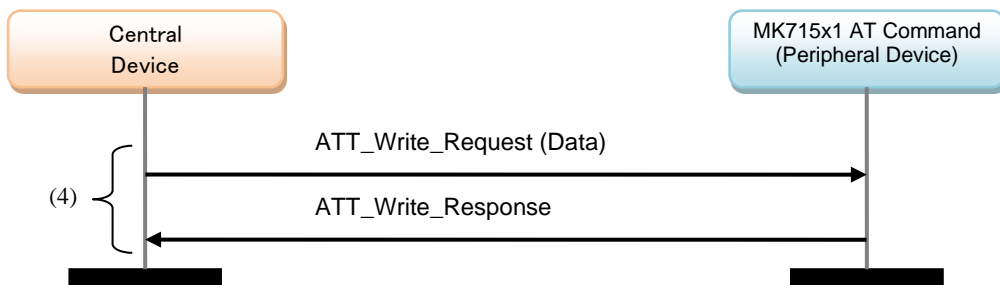 Central
Device
MK715x1 AT Command
(Peripheral Device)
ATT_Write_Request (Data)
(4)
ATT_Write_Response